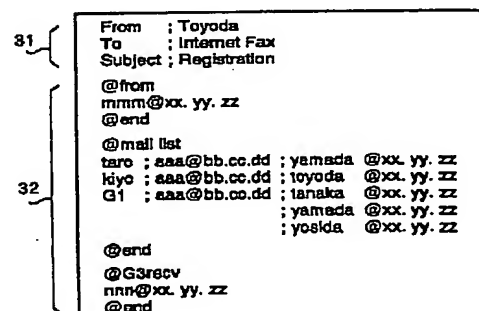 31
From ; Toyoda
To ; Internet Fax
Subject ; Registration
32
@from
mmm@xx. yy. zz
@end
@mail list
taro ; aaa@bb.cc.dd ; yamada @xx. yy. zz
kiyo ; aaa@bb.cc.dd ; toyoda @xx. yy. zz
G1 ; aaa@bb.cc.dd ; tanaka @xx. yy. zz
; yamada @xx. yy. zz
; yosida @xx. yy. zz
@end
@G3recv
nnn@xx. yy. zz
@end